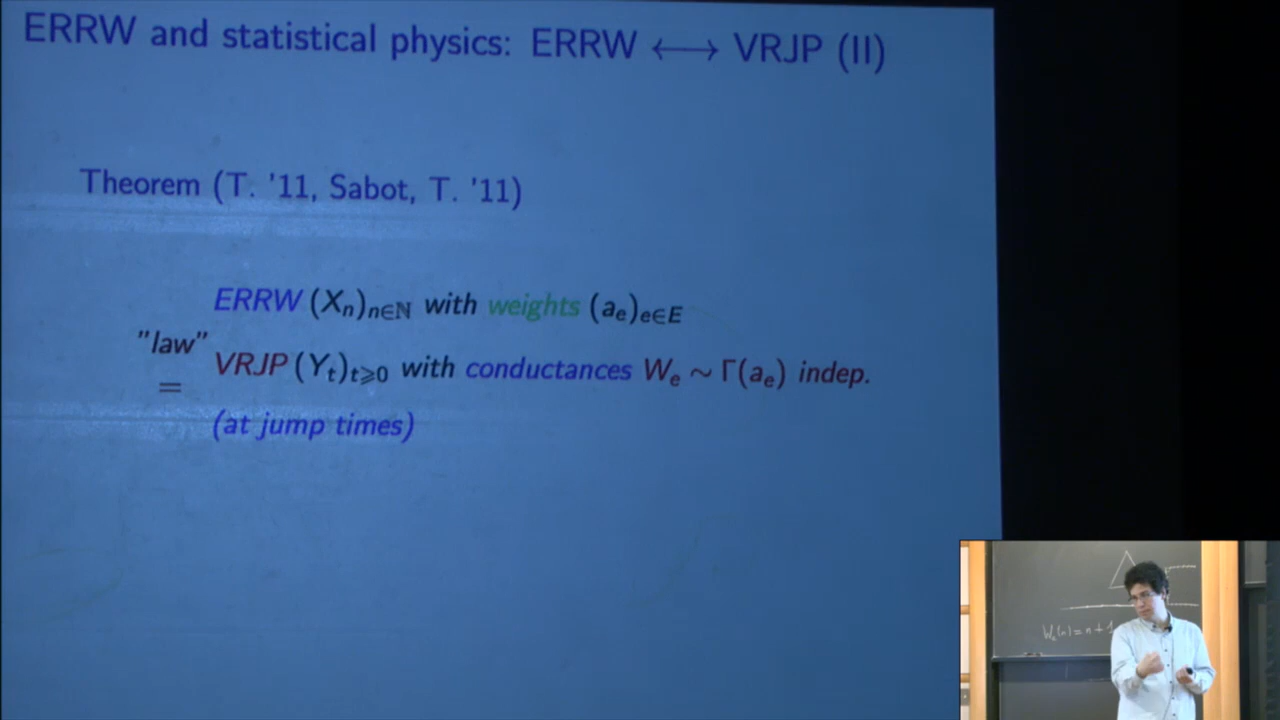 ERRW and statistical physics: ERRW ⟷ VRJP (II)
Theorem (T. '11, Sabot, T. '11)
ERRW (Xₙ)ₙ∈ℕ with weights (aₑ)ₑ∈E
"law"
=
VRJP (Yₜ)ₜ⩾0 with conductances Wₑ ∼ Γ(aₑ) indep.
(at jump times)